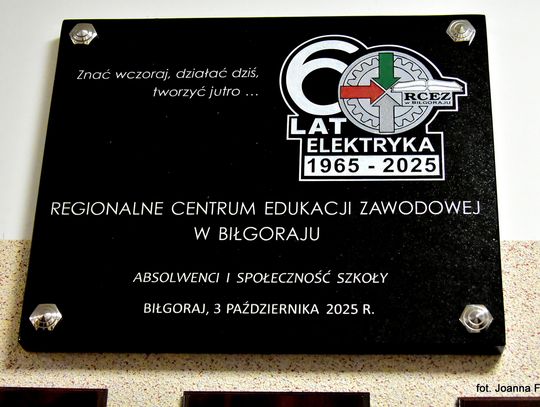 Znać wczoraj, działać dziś,
tworzyć jutro ...
60
LAT
ELEKTRYKA
1965 - 2025
RCEZ
W BIŁGORAJU
REGIONALNE CENTRUM EDUKACJI ZAWODOWEJ
W BIŁGORAJU
ABSOLWENCI I SPOŁECZNOŚĆ SZKOŁY
BIŁGORAJ, 3 PAŹDZIERNIKA 2025 R.
fot. Joanna F